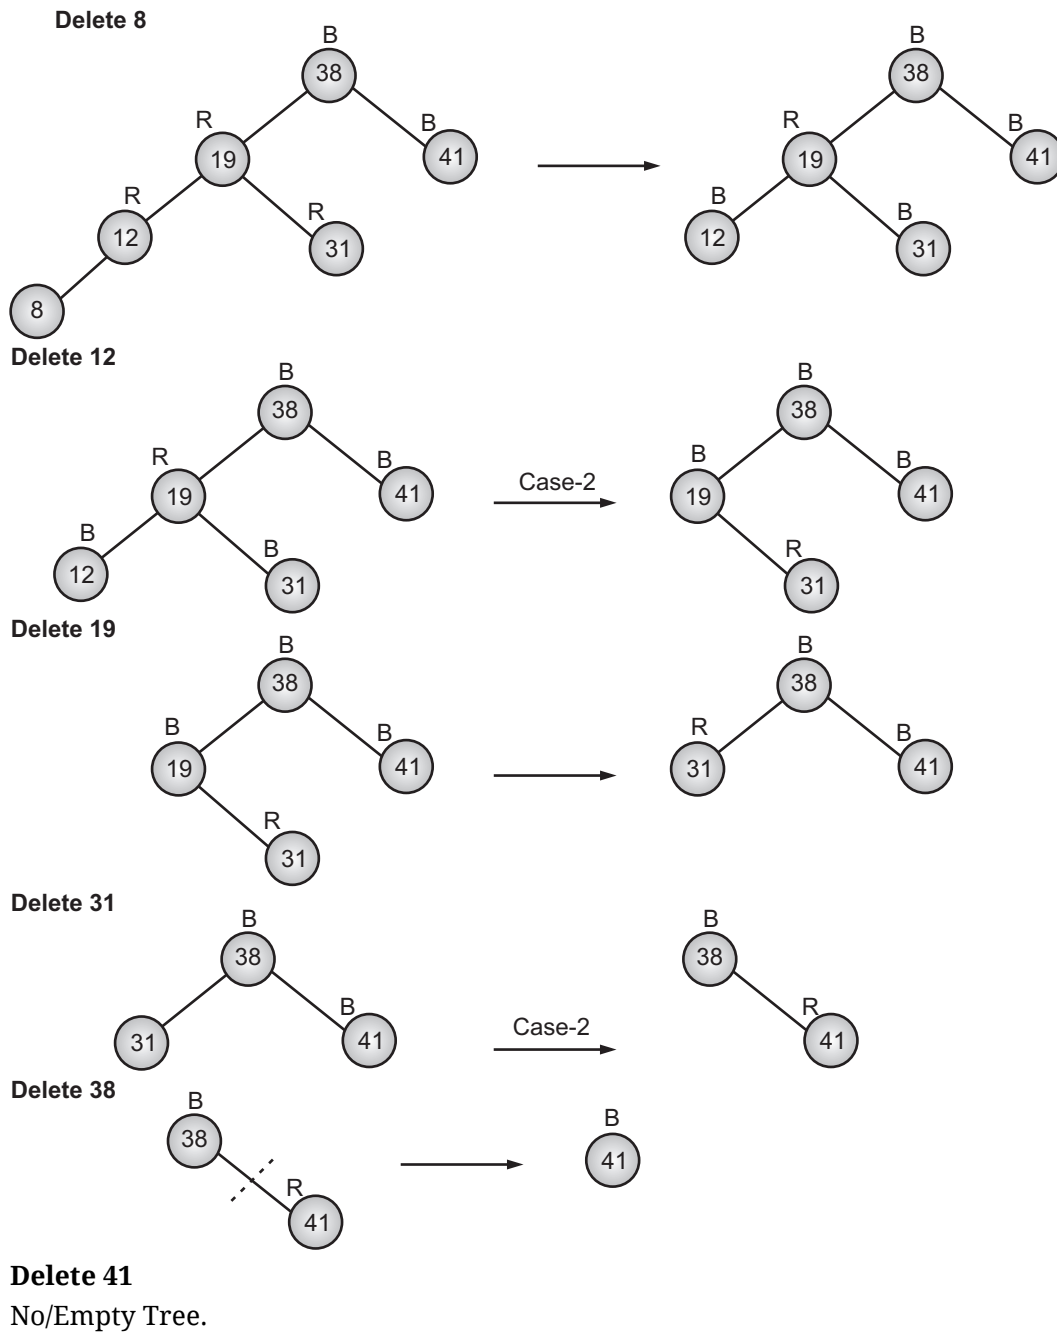 Delete 8
B B
38 38
R B R B
19 41 19 41
R R B B
12 31 12 31
8
Delete 12
B B
38 38
R B B B
19 41 Case-2 19 41
B B R
12 31 31
Delete 19
B B
38 38
B B R B
19 41 31 41
R
31
Delete 31
B B
38 38
B R
31 41 Case-2 41
Delete 38
B B
38 41
R
41
Delete 41
No/Empty Tree.